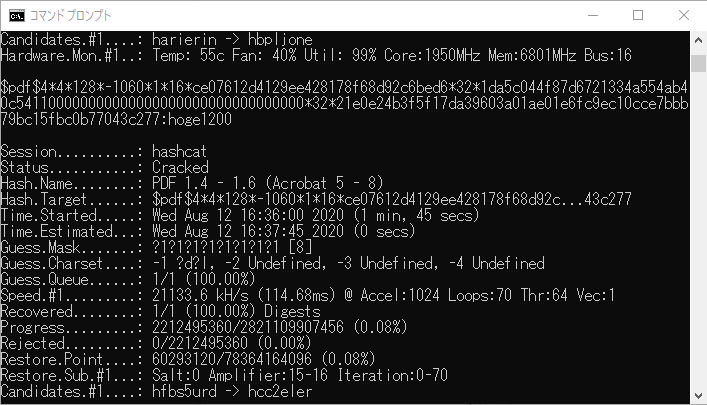 コマンドプロンプト
Candidates.#1....: harierin -> hbpljone
Hardware.Mon.#1..: Temp: 55c Fan: 40% Util: 99% Core:1950MHz Mem:6801MHz Bus:16
$pdf$4*4*128*-1060*1*16*ce07612d4129ee428178f68d92c6bed6*32*1da5c044f87d6721334a554ab4
0c541100000000000000000000000000000000*32*21e0e24b3f5f17da39603a01ae01e6fc9ec10cce7bbb
79bc15fbc0b77043c277:hoge1200
Session..........: hashcat
Status...........: Cracked
Hash.Name........: PDF 1.4 - 1.6 (Acrobat 5 - 8)
Hash.Target......: $pdf$4*4*128*-1060*1*16*ce07612d4129ee428178f68d92c...43c277
Time.Started.....: Wed Aug 12 16:36:00 2020 (1 min, 45 secs)
Time.Estimated...: Wed Aug 12 16:37:45 2020 (0 secs)
Guess.Mask.......: ?1?1?1?1?1?1?1?1 [8]
Guess.Charset....: -1 ?d?l, -2 Undefined, -3 Undefined, -4 Undefined
Guess.Queue......: 1/1 (100.00%)
Speed.#1.........: 21133.6 kH/s (114.68ms) @ Accel:1024 Loops:70 Thr:64 Vec:1
Recovered........: 1/1 (100.00%) Digests
Progress.........: 2212495360/2821109907456 (0.08%)
Rejected.........: 0/2212495360 (0.00%)
Restore.Point....: 60293120/78364164096 (0.08%)
Restore.Sub.#1...: Salt:0 Amplifier:15-16 Iteration:0-70
Candidates.#1....: hfbs5urd -> hcc2eler